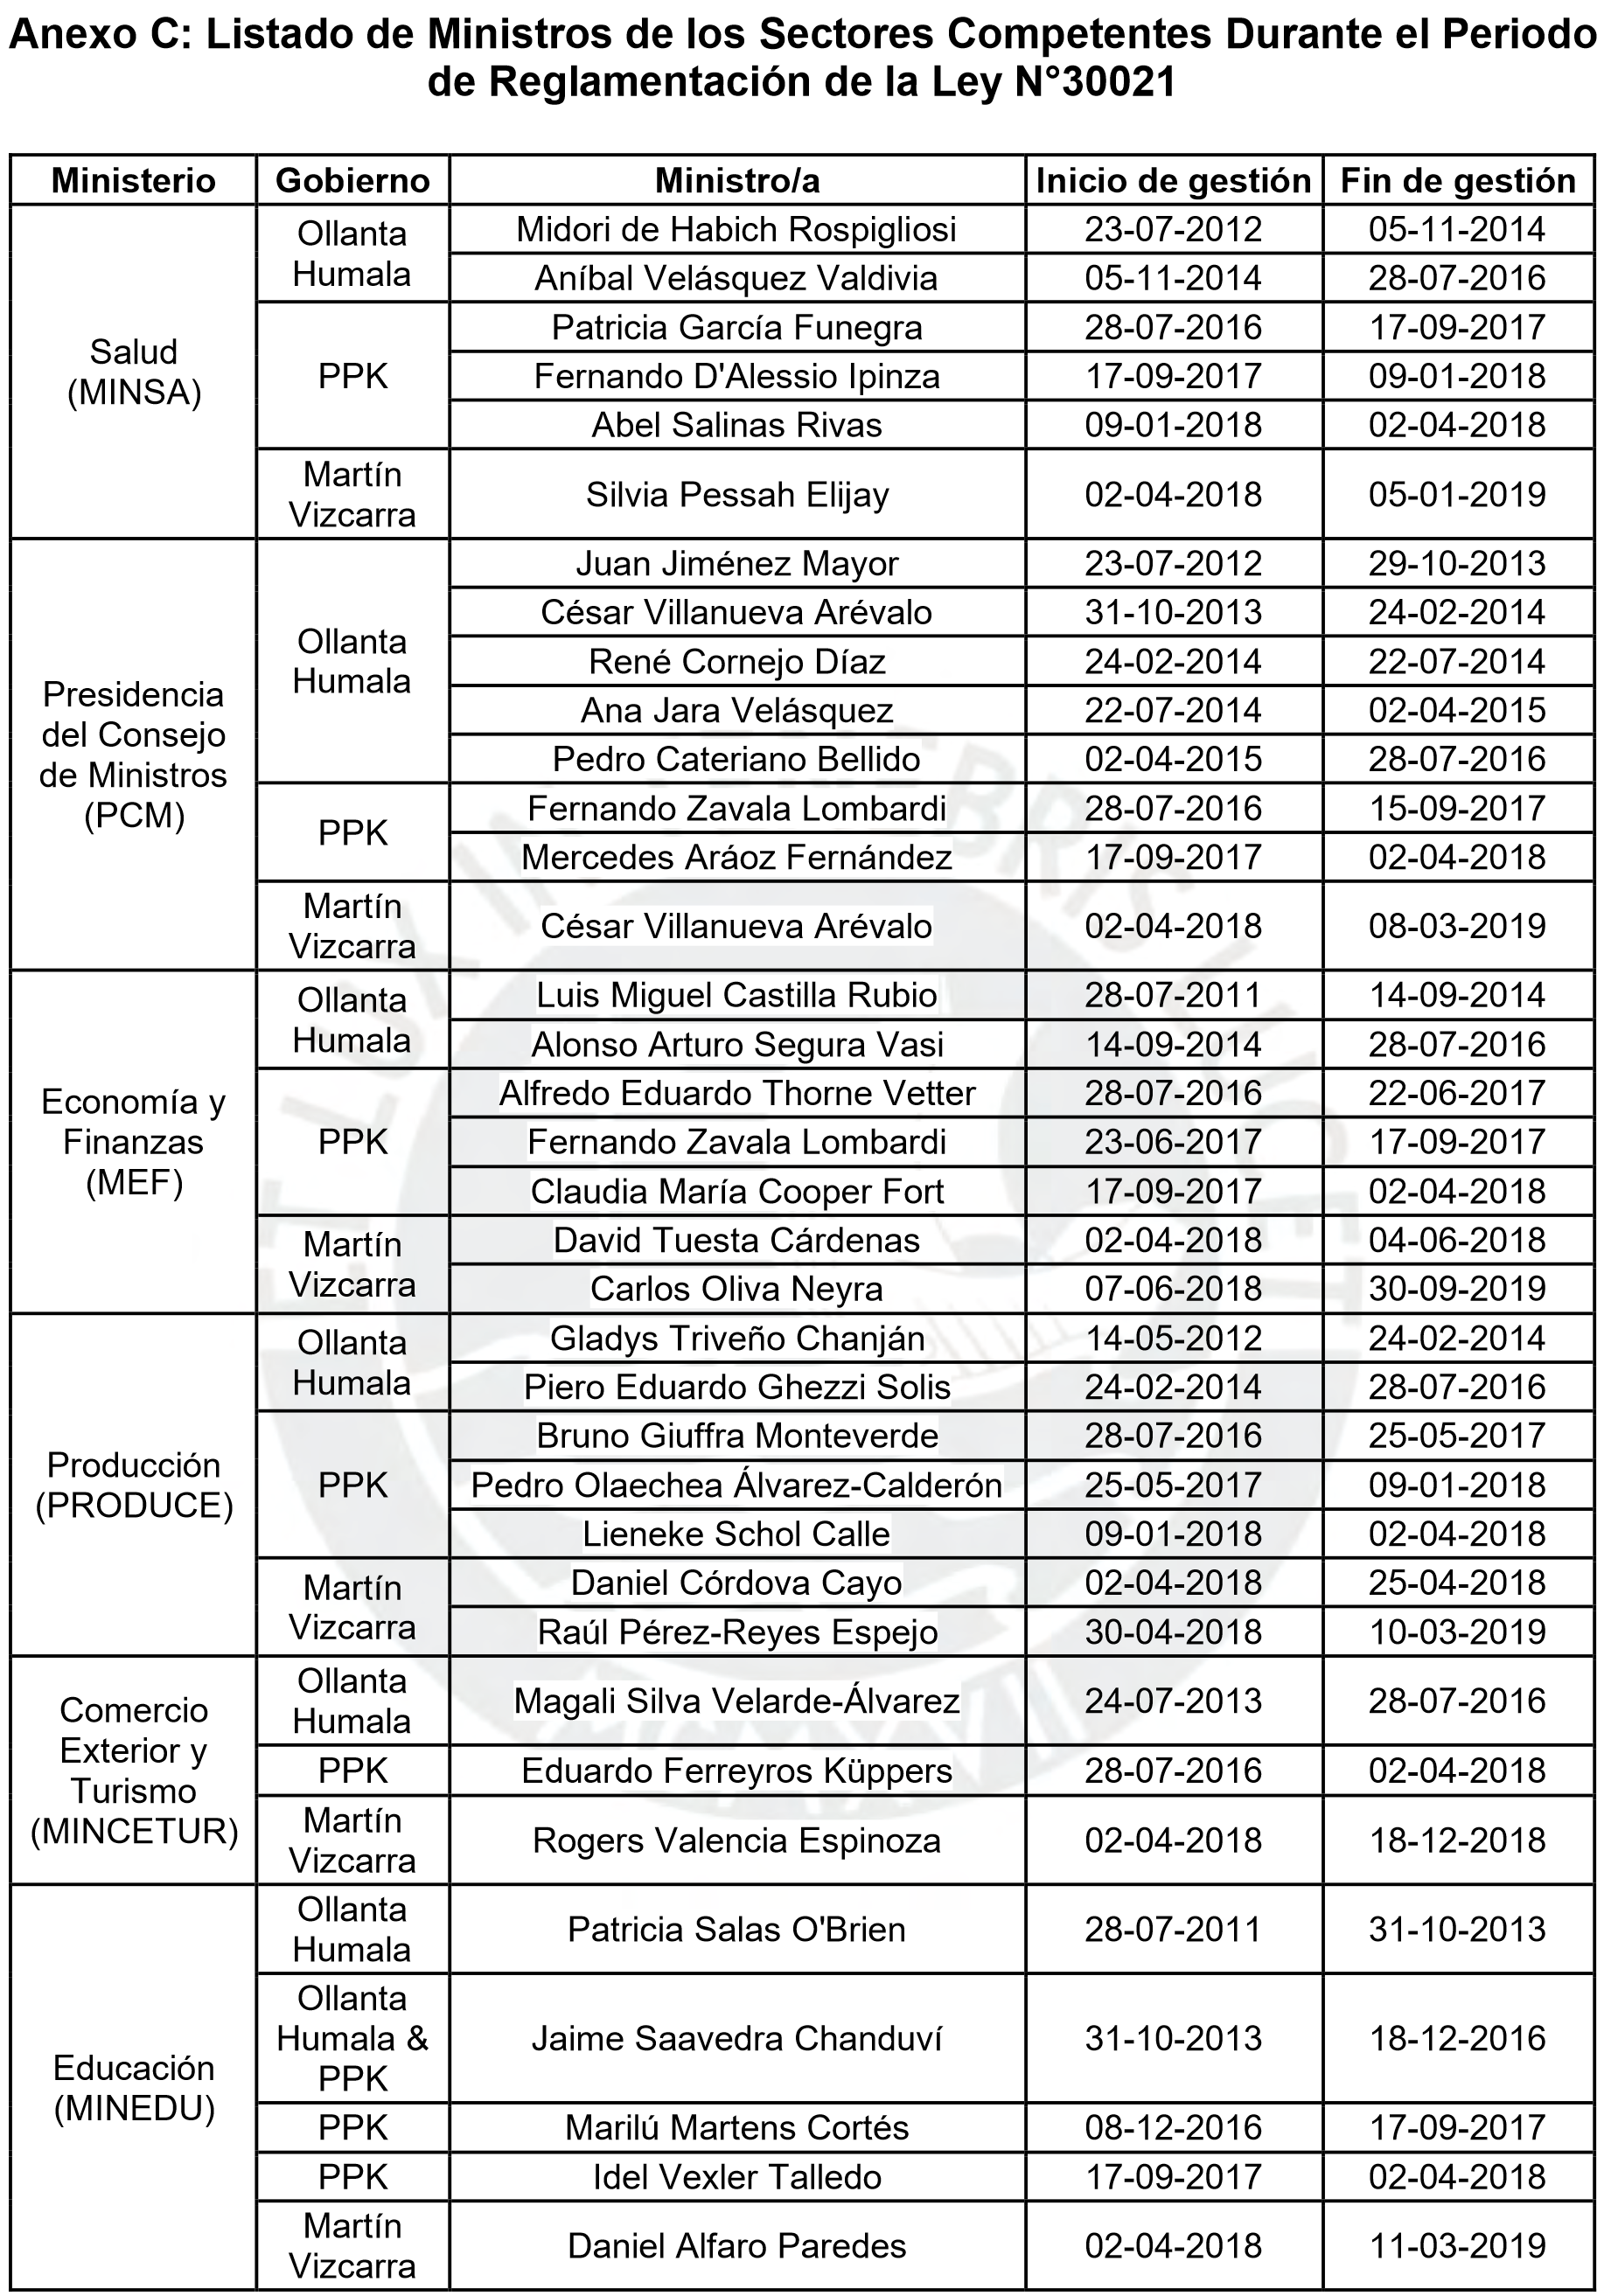 Anexo C: Listado de Ministros de los Sectores Competentes Durante el Periodo
de Reglamentación de la Ley N°30021
Ministerio Gobierno Ministro/a Inicio de gestión Fin de gestión
Salud
(MINSA)
Ollanta
Humala
Midori de Habich Rospigliosi 23-07-2012 05-11-2014
Aníbal Velásquez Valdivia 05-11-2014 28-07-2016
PPK
Patricia García Funegra 28-07-2016 17-09-2017
Fernando D'Alessio Ipinza 17-09-2017 09-01-2018
Abel Salinas Rivas 09-01-2018 02-04-2018
Martín
Vizcarra
Silvia Pessah Elijay 02-04-2018 05-01-2019
Presidencia
del Consejo
de Ministros
(PCM)
Ollanta
Humala
Juan Jiménez Mayor 23-07-2012 29-10-2013
César Villanueva Arévalo 31-10-2013 24-02-2014
René Cornejo Díaz 24-02-2014 22-07-2014
Ana Jara Velásquez 22-07-2014 02-04-2015
Pedro Cateriano Bellido 02-04-2015 28-07-2016
PPK
Fernando Zavala Lombardi 28-07-2016 15-09-2017
Mercedes Aráoz Fernández 17-09-2017 02-04-2018
Martín
Vizcarra
César Villanueva Arévalo 02-04-2018 08-03-2019
Economía y
Finanzas
(MEF)
Ollanta
Humala
Luis Miguel Castilla Rubio 28-07-2011 14-09-2014
Alonso Arturo Segura Vasi 14-09-2014 28-07-2016
PPK
Alfredo Eduardo Thorne Vetter 28-07-2016 22-06-2017
Fernando Zavala Lombardi 23-06-2017 17-09-2017
Claudia María Cooper Fort 17-09-2017 02-04-2018
Martín
Vizcarra
David Tuesta Cárdenas 02-04-2018 04-06-2018
Carlos Oliva Neyra 07-06-2018 30-09-2019
Producción
(PRODUCE)
Ollanta
Humala
Gladys Triveño Chanján 14-05-2012 24-02-2014
Piero Eduardo Ghezzi Solis 24-02-2014 28-07-2016
PPK
Bruno Giuffra Monteverde 28-07-2016 25-05-2017
Pedro Olaechea Álvarez-Calderón 25-05-2017 09-01-2018
Lieneke Schol Calle 09-01-2018 02-04-2018
Martín
Vizcarra
Daniel Córdova Cayo 02-04-2018 25-04-2018
Raúl Pérez-Reyes Espejo 30-04-2018 10-03-2019
Comercio
Exterior y
Turismo
(MINCETUR)
Ollanta
Humala
Magali Silva Velarde-Álvarez 24-07-2013 28-07-2016
PPK
Eduardo Ferreyros Küppers 28-07-2016 02-04-2018
Martín
Vizcarra
Rogers Valencia Espinoza 02-04-2018 18-12-2018
Educación
(MINEDU)
Ollanta
Humala
Patricia Salas O'Brien 28-07-2011 31-10-2013
Ollanta
Humala &
PPK
Jaime Saavedra Chanduví 31-10-2013 18-12-2016
PPK
Marilú Martens Cortés 08-12-2016 17-09-2017
PPK
Idel Vexler Talledo 17-09-2017 02-04-2018
Martín
Vizcarra
Daniel Alfaro Paredes 02-04-2018 11-03-2019